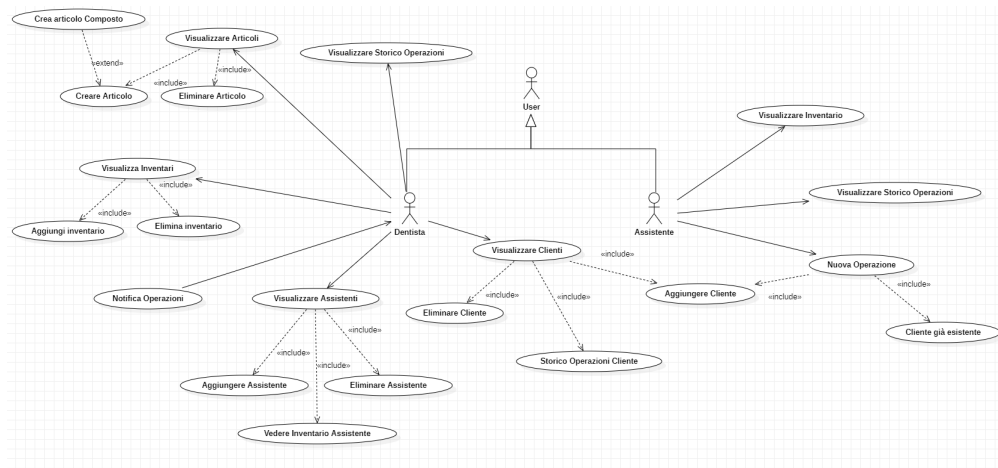 Crea articolo Composto
Visualizzare Articoli
Visualizzare Storico Operazioni
«extend»
«include»
«include»
Creare Articolo
Eliminare Articolo
User
Visualizzare Inventario
Visualizza Inventari
«include»
«include»
Aggiungi inventario
Elimina inventario
Dentista
Assistente
Visualizzare Storico Operazioni
Visualizzare Clienti
«include»
Nuova Operazione
Notifica Operazioni
Visualizzare Assistenti
«include»
«include»
Eliminare Cliente
Aggiungere Cliente
«include»
«include»
Cliente già esistente
«include»
«include»
«include»
Storico Operazioni Cliente
Aggiungere Assistente
Eliminare Assistente
Vedere Inventario Assistente